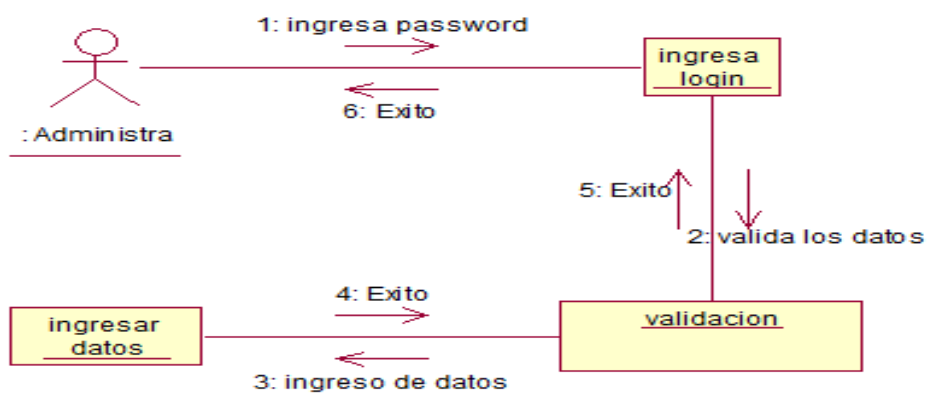 1: ingresa password
ingresa
login
6: Exito
: Administra
5: Exito
2: valida los datos
4: Exito
ingresar
datos
validacion
3: ingreso de datos